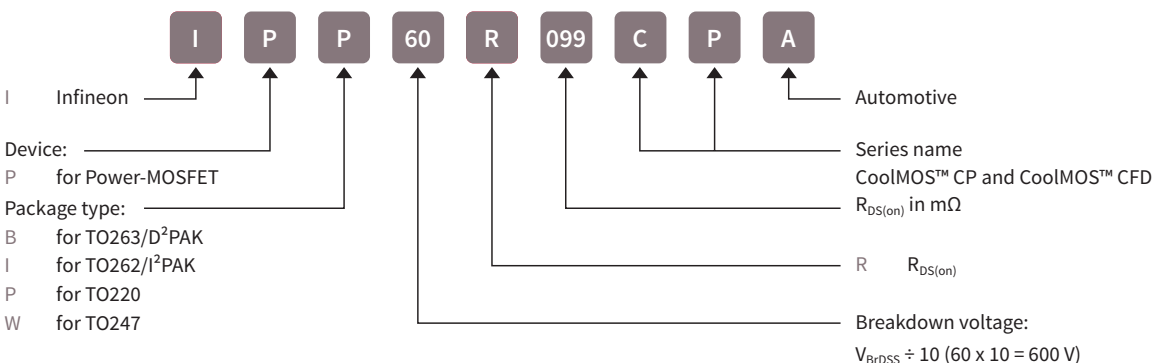 I P P 60 R 099 C P A
I Infineon
Device:
P for Power-MOSFET
Package type:
B for TO263/D²PAK
I for TO262/I²PAK
P for TO220
W for TO247
Automotive
Series name
CoolMOS™ CP and CoolMOS™ CFD
RDS(on) in mΩ
R RDS(on)
Breakdown voltage:
VBrDSS ÷ 10 (60 x 10 = 600 V)